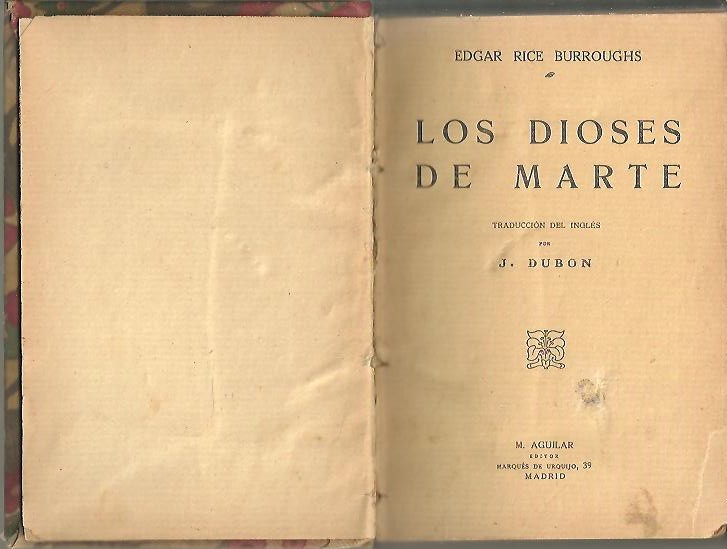 EDGAR RICE BURROUGHS
LOS DIOSES
DE MARTE
TRADUCCIÓN DEL INGLÉS
POR
J. DUBON
M. AGUILAR
EDITOR
MARQUÉS DE URQUIJO, 39
MADRID